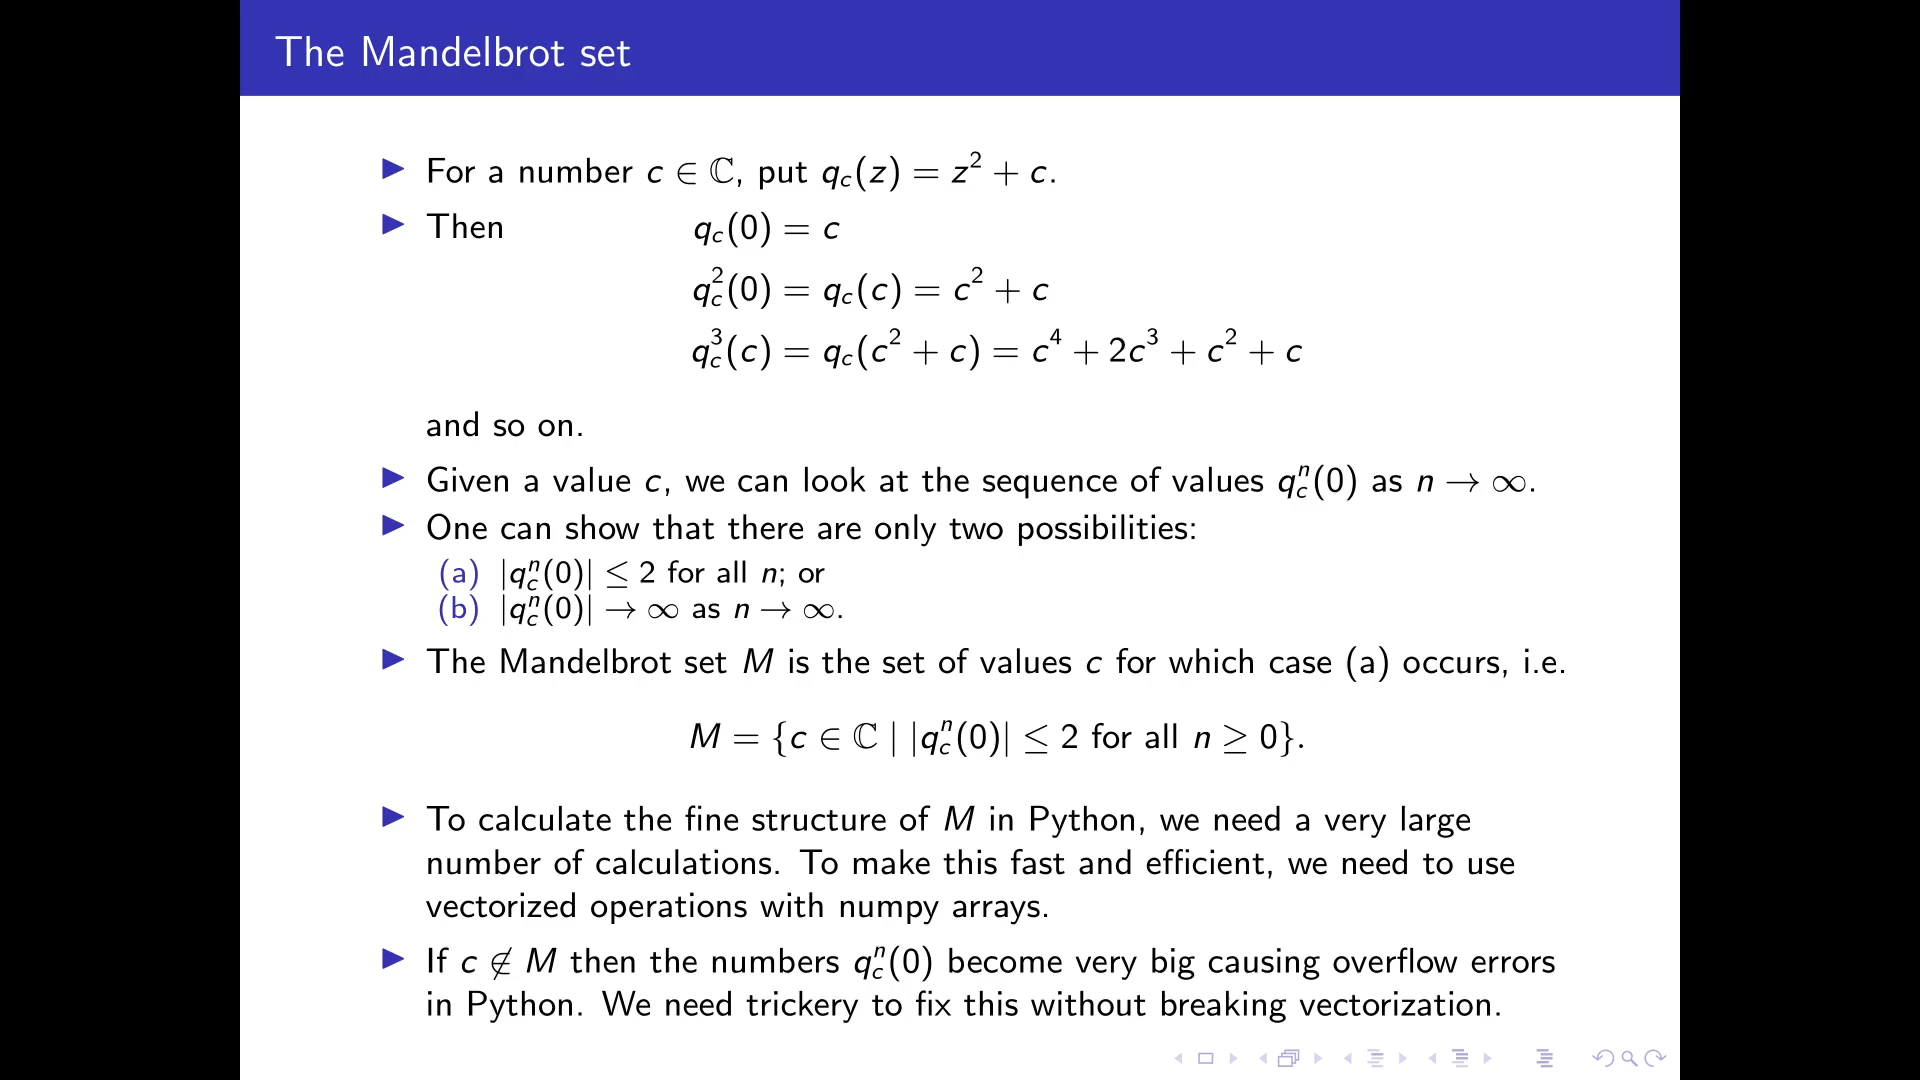 The Mandelbrot set
▶ For a number c ∈ ℂ, put q_c(z) = z² + c.
▶ Then q_c(0) = c
q_c²(0) = q_c(c) = c² + c
q_c³(c) = q_c(c² + c) = c⁴ + 2c³ + c² + c
and so on.
▶ Given a value c, we can look at the sequence of values q_cⁿ(0) as n → ∞.
▶ One can show that there are only two possibilities:
(a) |q_cⁿ(0)| ≤ 2 for all n; or
(b) |q_cⁿ(0)| → ∞ as n → ∞.
▶ The Mandelbrot set M is the set of values c for which case (a) occurs, i.e.
M = {c ∈ ℂ | |q_cⁿ(0)| ≤ 2 for all n ≥ 0}.
▶ To calculate the fine structure of M in Python, we need a very large
number of calculations. To make this fast and efficient, we need to use
vectorized operations with numpy arrays.
▶ If c ∉ M then the numbers q_cⁿ(0) become very big causing overflow errors
in Python. We need trickery to fix this without breaking vectorization.